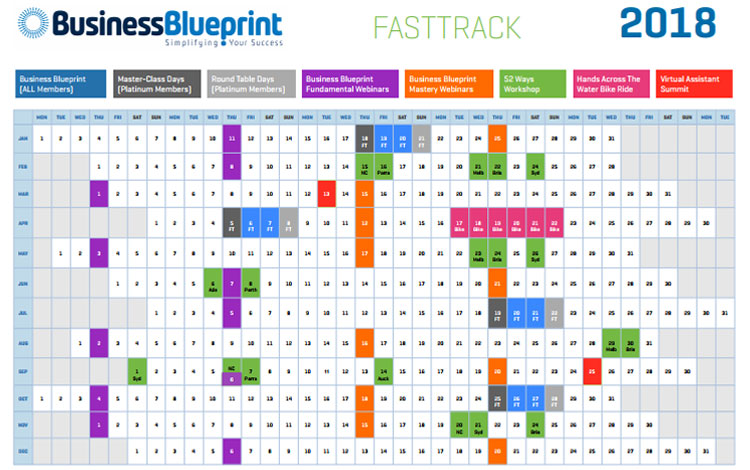 BusinessBlueprint
Simplifying Your Success
FASTTRACK
2018
Business Blueprint
(ALL Members)
Master-Class Days
(Platinum Members)
Round Table Days
(Platinum Members)
Business Blueprint
Fundamental Webinars
Business Blueprint
Mastery Webinars
52 Ways
Workshop
Hands Across The
Water Bike Ride
Virtual Assistant
Summit
MON TUE WED THU FRI SAT SUN MON TUE WED THU FRI SAT SUN MON TUE WED THU FRI SAT SUN MON TUE WED THU FRI SAT SUN MON TUE WED THU FRI SAT SUN MON TUE
JAN 1 2 3 4 5 6 7 8 9 10 11 12 13 14 15 16 17 18 FT 19 FT 20 FT 21 FT 22 23 24 25 26 27 28 29 30 31
FEB 1 2 3 4 5 6 7 8 9 10 11 12 13 14 15 NC 16 Parra 17 18 19 20 21 Melb 22 Bris 23 24 Syd 25 26 27 28
MAR 1 2 3 4 5 6 7 8 9 10 11 12 13 14 15 16 17 18 19 20 21 22 23 24 25 26 27 28 29 30 31
APR 1 2 3 4 5 FT 6 FT 7 FT 8 FT 9 10 11 12 13 14 15 16 17 Bike 18 Bike 19 Bike 20 Bike 21 Bike 22 Bike 23 24 25 26 27 28 29 30
MAY 1 2 3 4 5 6 7 8 9 10 11 12 13 14 15 16 17 18 19 20 21 22 23 Melb 24 Bris 25 26 Syd 27 28 29 30 31
JUN 1 2 3 4 5 6 Ade 7 8 Perth 9 10 11 12 13 14 15 16 17 18 19 20 21 22 23 24 25 26 27 28 29 30
JUL 1 2 3 4 5 6 7 8 9 10 11 12 13 14 15 16 17 18 19 FT 20 FT 21 FT 22 FT 23 24 25 26 27 28 29 30 31
AUG 1 2 3 4 5 6 7 8 9 10 11 12 13 14 15 16 17 18 19 20 21 22 23 24 25 26 27 28 29 Melb 30 Bris 31
SEP 1 Syd 2 3 4 5 NC 6 7 Parra 8 9 10 11 12 13 14 Auck 15 16 17 18 19 20 21 22 23 24 25 26 27 28 29 30
OCT 1 2 3 4 5 6 7 8 9 10 11 12 13 14 15 16 17 18 19 20 21 22 23 24 25 FT 26 FT 27 FT 28 FT 29 30 31
NOV 1 2 3 4 5 6 7 8 9 10 11 12 13 14 15 16 17 18 19 20 NC 21 Syd 22 23 24 Bris 25 26 27 28 29 30
DEC 1 2 3 4 5 6 7 8 9 10 11 12 13 14 15 16 17 18 19 20 21 22 23 24 25 26 27 28 29 30 31